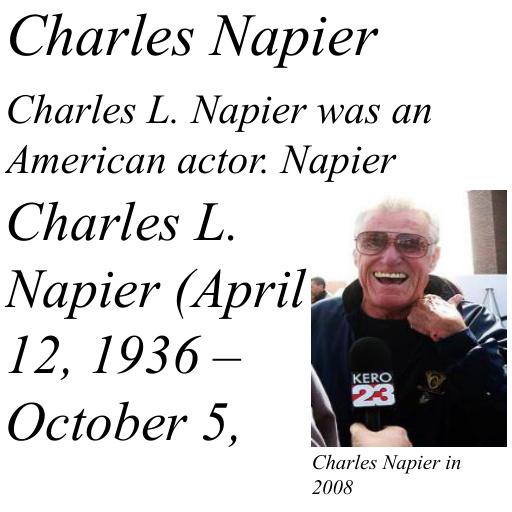 Charles Napier
Charles L. Napier was an
American actor. Napier
Charles L.
Napier (April
12, 1936 –
October 5,
KERO
23
Charles Napier in
2008